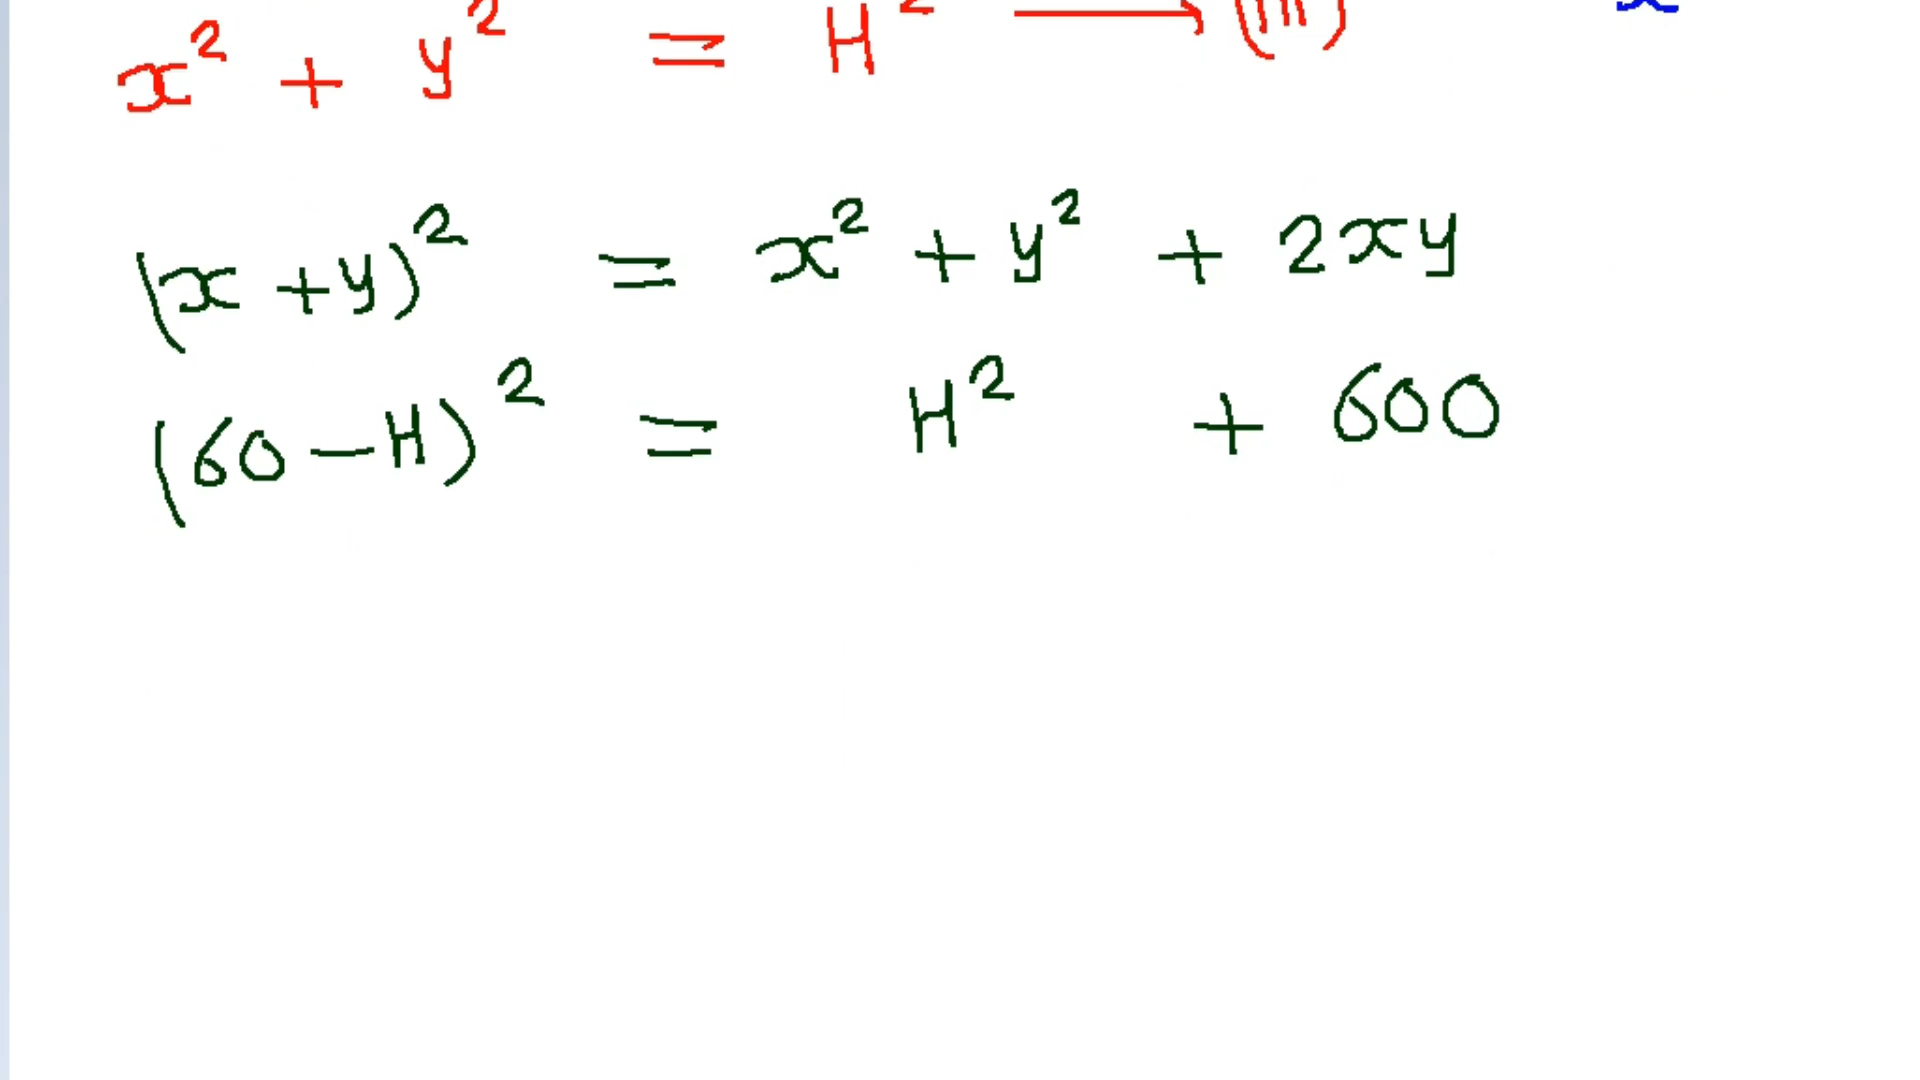 x² + y² = H² → (iii) x
(x + y)² = x² + y² + 2xy
(60 - H)² = H² + 600